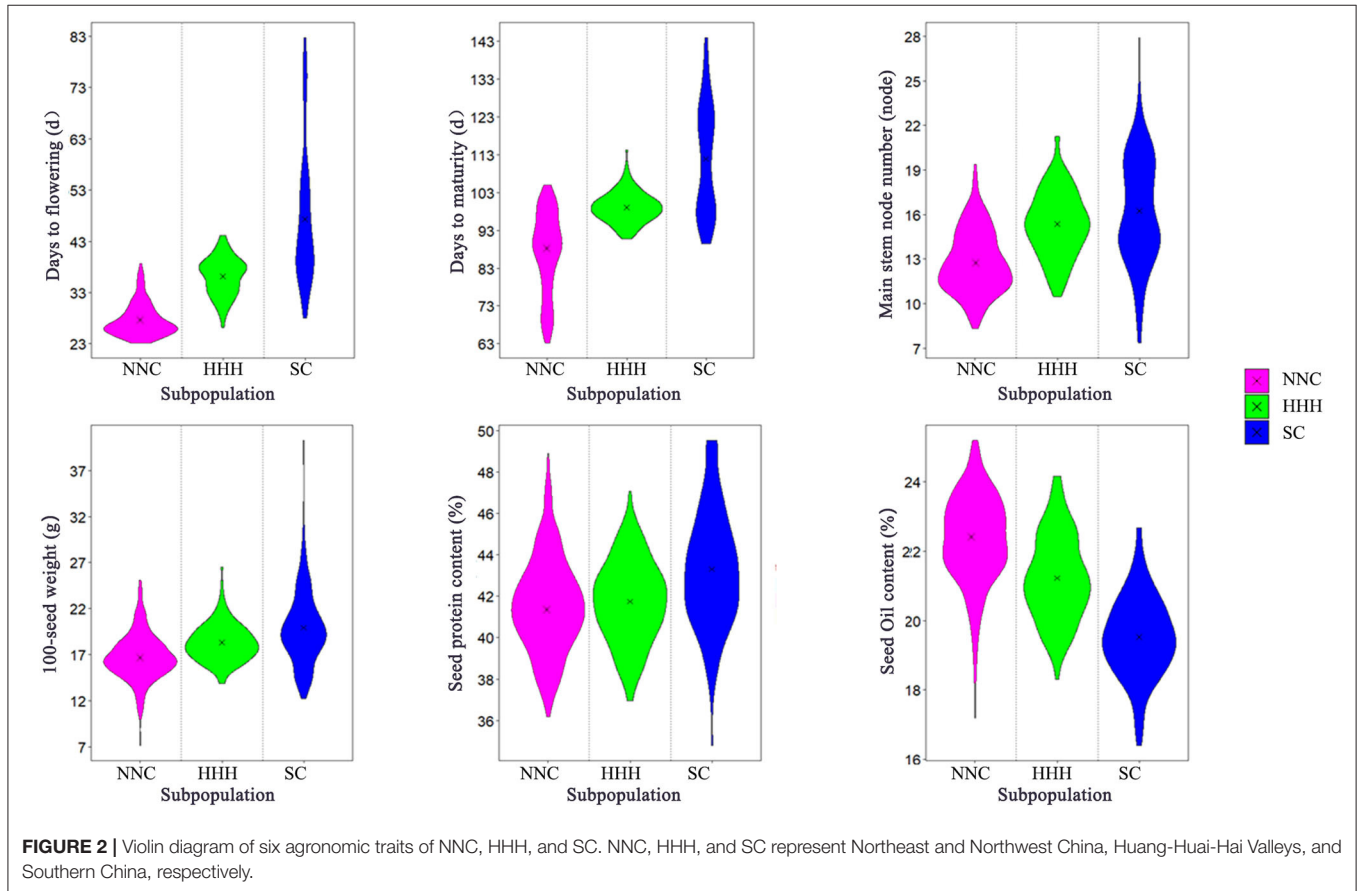 83
73
63
53
43
33
23
Days to flowering (d)
NNC HHH SC
Subpopulation
143
133
123
113
103
93
83
73
63
Days to maturity (d)
NNC HHH SC
Subpopulation
28
25
22
19
16
13
10
7
Main stem node number (node)
NNC HHH SC
Subpopulation
NNC
HHH
SC
37
32
27
22
17
12
7
100-seed weight (g)
NNC HHH SC
Subpopulation
50
48
46
44
42
40
38
36
Seed protein content (%)
NNC HHH SC
Subpopulation
24
22
20
18
16
Seed Oil content (%)
NNC HHH SC
Subpopulation
FIGURE 2 | Violin diagram of six agronomic traits of NNC, HHH, and SC. NNC, HHH, and SC represent Northeast and Northwest China, Huang-Huai-Hai Valleys, and
Southern China, respectively.